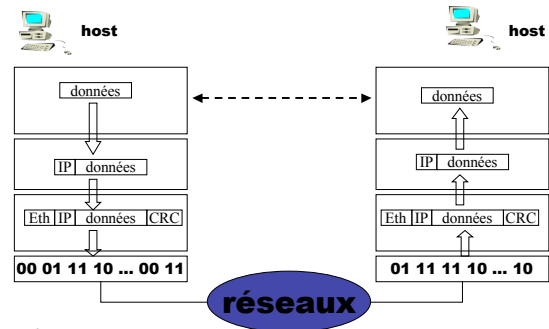 host
host
données
données
IP données
IP données
Eth IP données CRC
Eth IP données CRC
00 01 11 10 ... 00 11
01 11 11 10 ... 10
réseaux